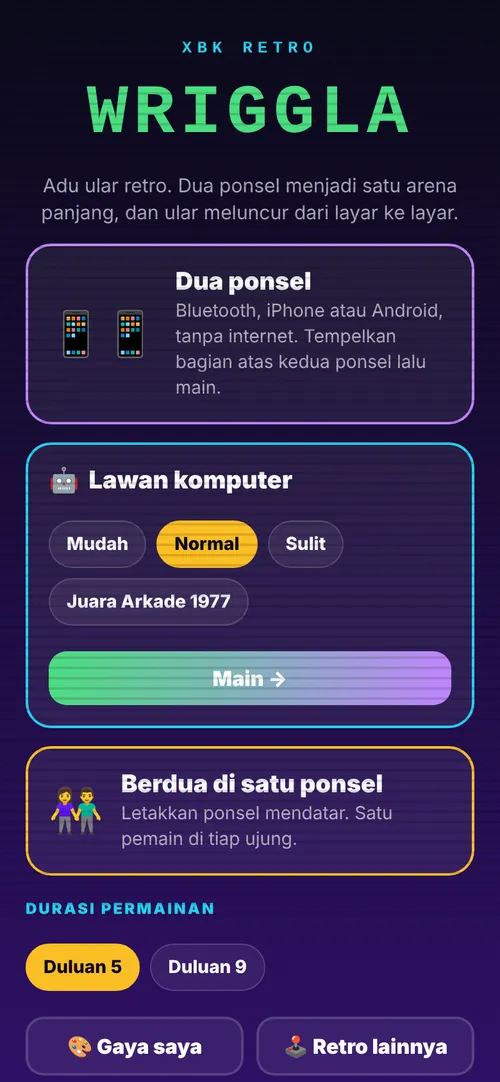 XBK RETRO
WRIGGLA
Adu ular retro. Dua ponsel menjadi satu arena
panjang, dan ular meluncur dari layar ke layar.
Dua ponsel
Bluetooth, iPhone atau Android,
tanpa internet. Tempelkan
bagian atas kedua ponsel lalu
main.
Lawan komputer
Mudah
Normal
Sulit
Juara Arkade 1977
Main →
Berdua di satu ponsel
Letakkan ponsel mendatar. Satu
pemain di tiap ujung.
DURASI PERMAINAN
Duluan 5
Duluan 9
Gaya saya
Retro lainnya